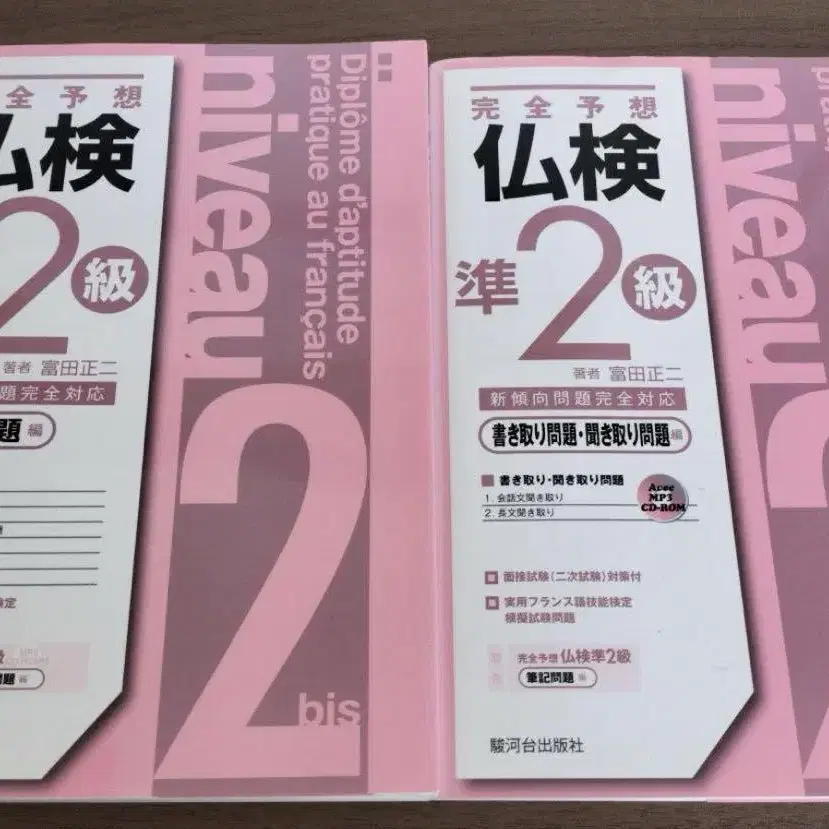 全予想
仏検
2級
著者 富田正二
題完全対応
題 編
検定
級
題 編
niveau
2
bis
Diplôme d'aptitude
pratique au français
完全予想
仏検
準2級
著者 富田正二
新傾向問題完全対応
書き取り問題・聞き取り問題 編
■ 書き取り・聞き取り問題
1. 会話文聞き取り
2. 長文聞き取り
Avec
MP3
CD-ROM
面接試験(二次試験)対策付
実用フランス語技能検定
模擬試験問題
完全予想 仏検準2級
筆記問題 編
駿河台出版社
niveau